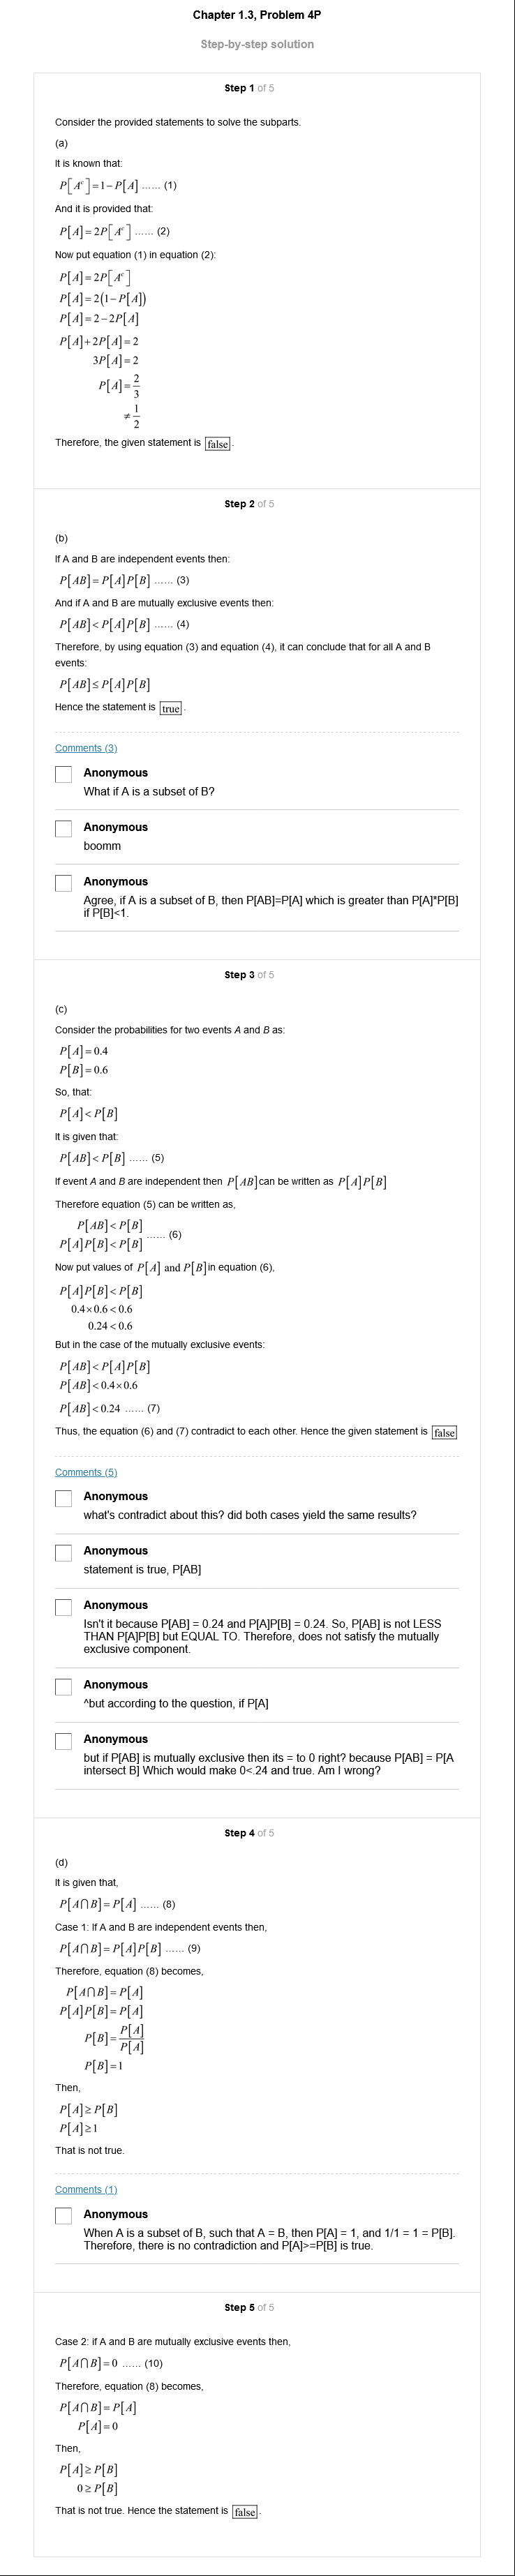 Chapter 1.3, Problem 4P
Step-by-step solution
Step 1 of 5
Consider the provided statements to solve the subparts.
(a)
It is known that:
P[Aᶜ]=1−P[A] ...... (1)
And it is provided that:
P[A]=2P[Aᶜ] ...... (2)
Now put equation (1) in equation (2):
P[A]=2P[Aᶜ]
P[A]=2(1−P[A])
P[A]=2−2P[A]
P[A]+2P[A]=2
3P[A]=2
P[A]=2/3
≠1/2
Therefore, the given statement is false.
Step 2 of 5
(b)
If A and B are independent events then:
P[AB]=P[A]P[B] ...... (3)
And if A and B are mutually exclusive events then:
P[AB]<P[A]P[B] ...... (4)
Therefore, by using equation (3) and equation (4), it can conclude that for all A and B
events:
P[AB]≤P[A]P[B]
Hence the statement is true.
Comments (3)
Anonymous
What if A is a subset of B?
Anonymous
boomm
Anonymous
Agree, if A is a subset of B, then P[AB]=P[A] which is greater than P[A]*P[B]
if P[B]<1.
Step 3 of 5
(c)
Consider the probabilities for two events A and B as:
P[A]=0.4
P[B]=0.6
So, that:
P[A]<P[B]
It is given that:
P[AB]<P[B] ...... (5)
If event A and B are independent then P[AB]can be written as P[A]P[B]
Therefore equation (5) can be written as,
P[AB]<P[B]
P[A]P[B]<P[B] ...... (6)
Now put values of P[A] and P[B]in equation (6),
P[A]P[B]<P[B]
0.4×0.6<0.6
0.24<0.6
But in the case of the mutually exclusive events:
P[AB]<P[A]P[B]
P[AB]<0.4×0.6
P[AB]<0.24 ...... (7)
Thus, the equation (6) and (7) contradict to each other. Hence the given statement is false
Comments (5)
Anonymous
what's contradict about this? did both cases yield the same results?
Anonymous
statement is true, P[AB]
Anonymous
Isn't it because P[AB] = 0.24 and P[A]P[B] = 0.24. So, P[AB] is not LESS
THAN P[A]P[B] but EQUAL TO. Therefore, does not satisfy the mutually
exclusive component.
Anonymous
^but according to the question, if P[A]
Anonymous
but if P[AB] is mutually exclusive then its = to 0 right? because P[AB] = P[A
intersect B] Which would make 0<.24 and true. Am I wrong?
Step 4 of 5
(d)
It is given that,
P[A∩B]=P[A] ...... (8)
Case 1: If A and B are independent events then,
P[A∩B]=P[A]P[B] ...... (9)
Therefore, equation (8) becomes,
P[A∩B]=P[A]
P[A]P[B]=P[A]
P[B]=P[A]/P[A]
P[B]=1
Then,
P[A]≥P[B]
P[A]≥1
That is not true.
Comments (1)
Anonymous
When A is a subset of B, such that A = B, then P[A] = 1, and 1/1 = 1 = P[B].
Therefore, there is no contradiction and P[A]>=P[B] is true.
Step 5 of 5
Case 2: if A and B are mutually exclusive events then,
P[A∩B]=0 ...... (10)
Therefore, equation (8) becomes,
P[A∩B]=P[A]
P[A]=0
Then,
P[A]≥P[B]
0≥P[B]
That is not true. Hence the statement is false.